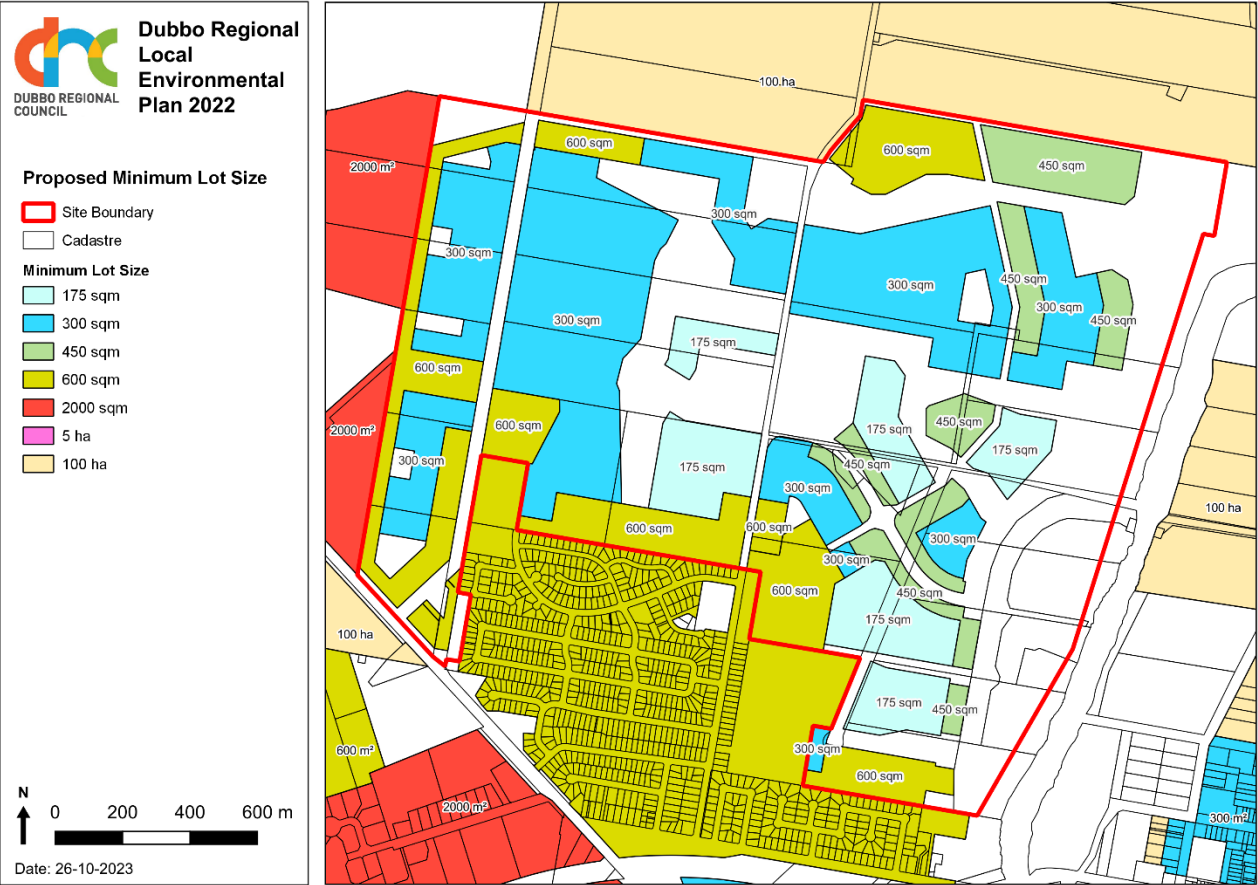 Dubbo Regional
Local
Environmental
Plan 2022
DUBBO REGIONAL
COUNCIL
Proposed Minimum Lot Size
Site Boundary
Cadastre
Minimum Lot Size
175 sqm
300 sqm
450 sqm
600 sqm
2000 sqm
5 ha
100 ha
N
0 200 400 600 m
Date: 26-10-2023
100 ha
600 sqm
600 sqm
450 sqm
2000 m²
300 sqm
300 sqm
450 sqm
300 sqm
300 sqm
300 sqm
450 sqm
175 sqm
600 sqm
600 sqm
450 sqm
2000 m²
175 sqm
300 sqm
450 sqm
175 sqm
175 sqm
300 sqm
100 ha
600 sqm
600 sqm
300 sqm
300 sqm
600 sqm
450 sqm
175 sqm
100 ha
175 sqm
450 sqm
300 sqm
600 m²
600 sqm
2000 m²
300 m²